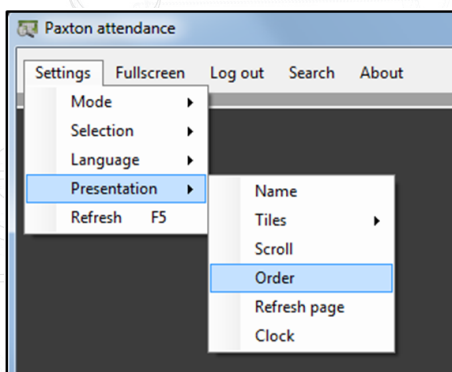 Paxton attendance
Settings Fullscreen Log out Search About
Mode
Selection
Language
Presentation
Refresh F5
Name
Tiles
Scroll
Order
Refresh page
Clock